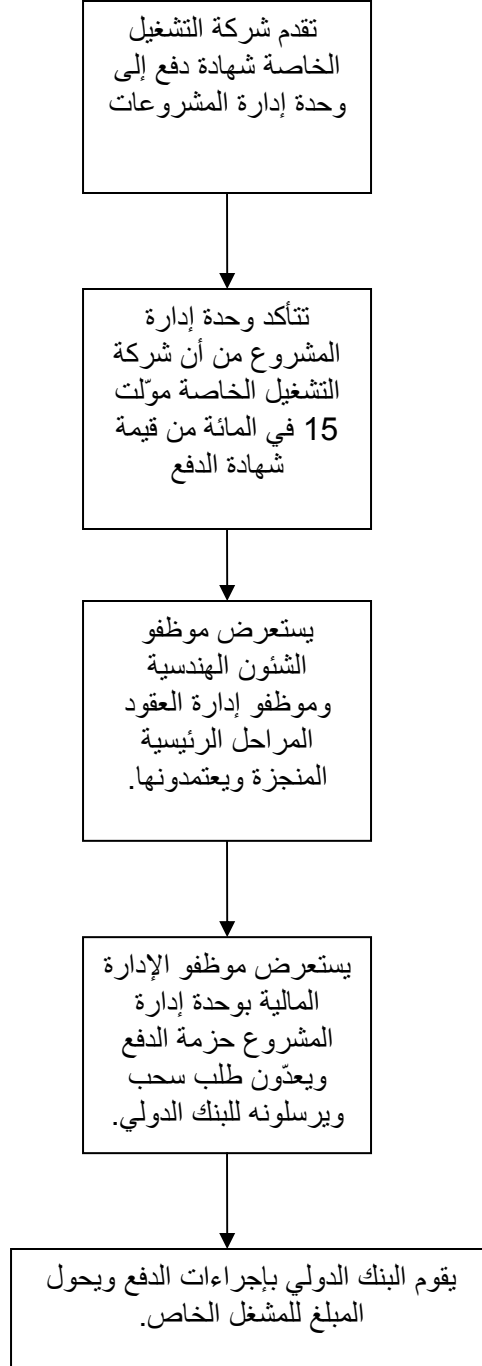 تقدم شركة التشغيل
الخاصة شهادة دفع إلى
وحدة إدارة المشروعات
تتأكد وحدة إدارة
المشروع من أن شركة
التشغيل الخاصة موّلت
15 في المائة من قيمة
شهادة الدفع
يستعرض موظفو
الشئون الهندسية
وموظفو إدارة العقود
المراحل الرئيسية
المنجزة ويعتمدونها.
يستعرض موظفو الإدارة
المالية بوحدة إدارة
المشروع حزمة الدفع
ويعدّون طلب سحب
ويرسلونه للبنك الدولي.
يقوم البنك الدولي بإجراءات الدفع ويحول
المبلغ للمشغل الخاص.